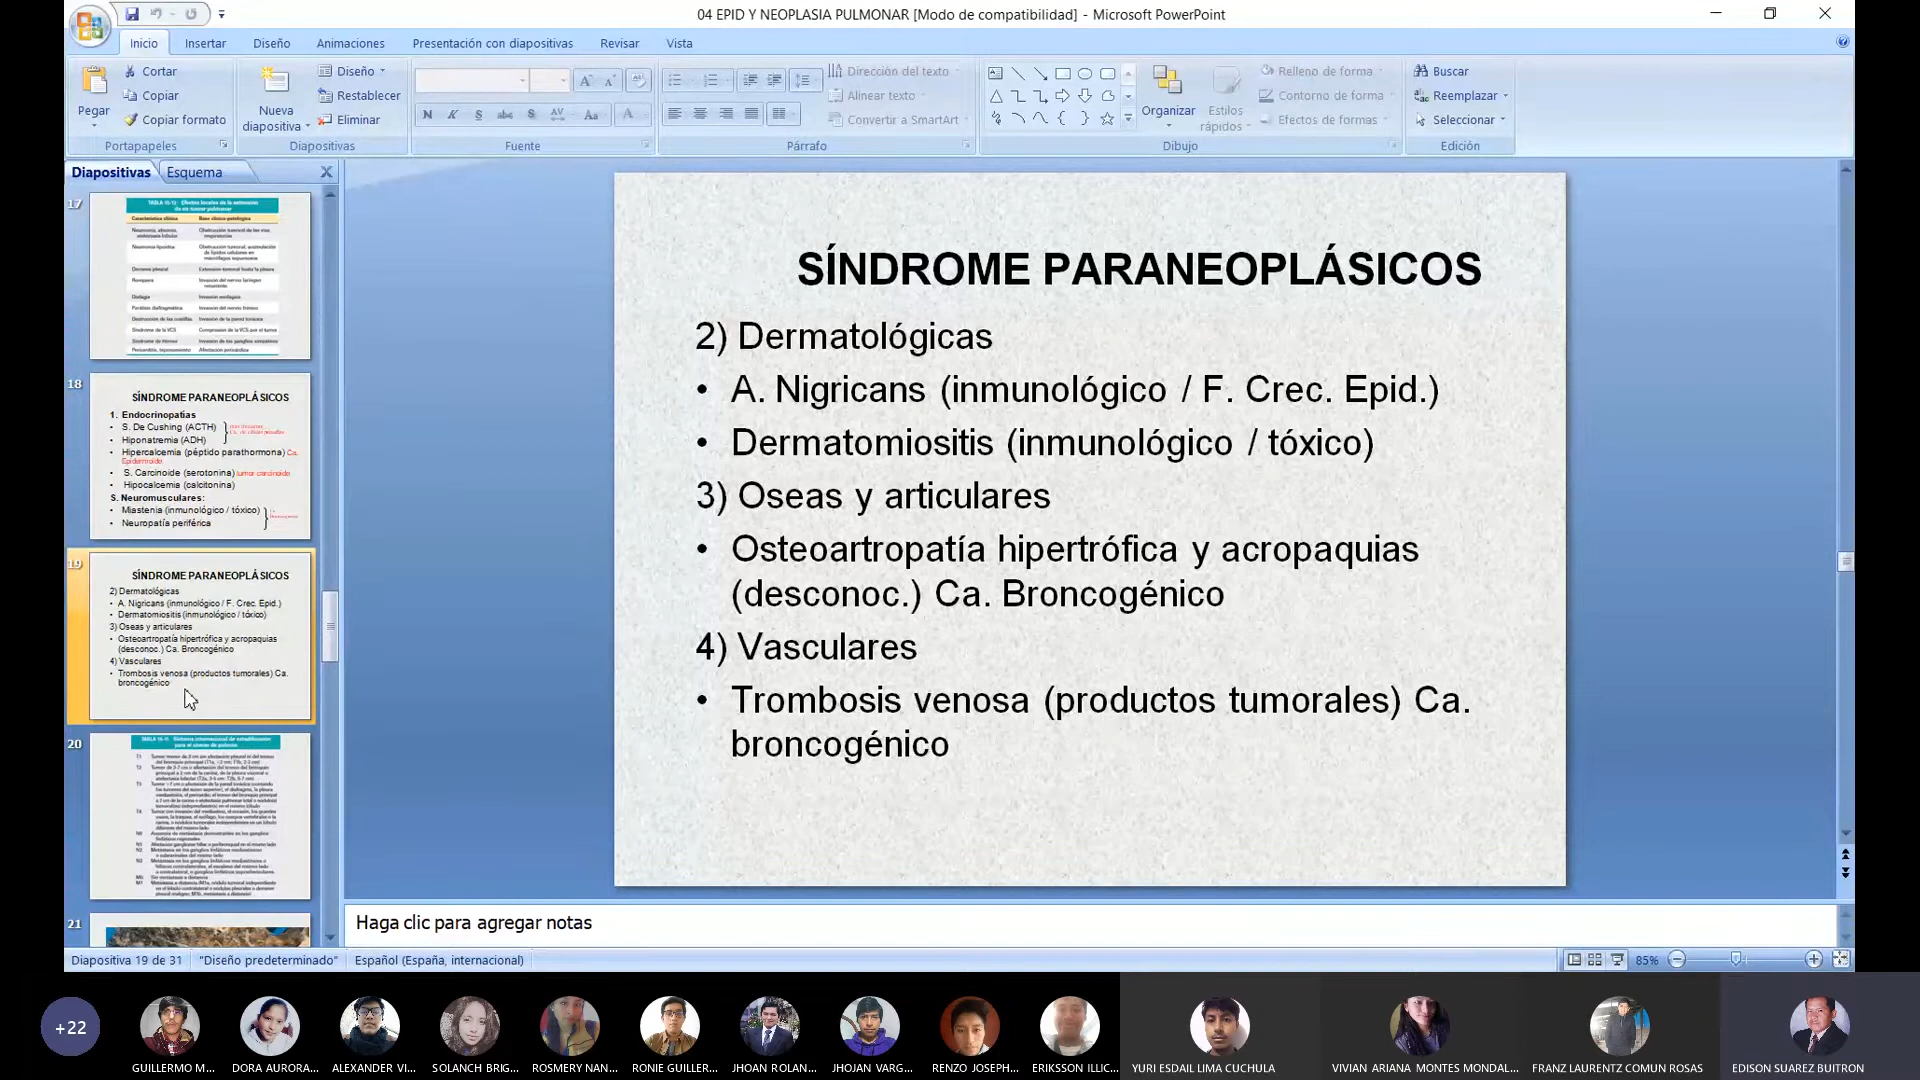 04 EPID Y NEOPLASIA PULMONAR [Modo de compatibilidad] - Microsoft PowerPoint
Inicio Insertar Diseño Animaciones Presentación con diapositivas Revisar Vista
Pegar
Cortar
Copiar
Copiar formato
Portapapeles
Nueva diapositiva
Diseño
Restablecer
Eliminar
Diapositivas
Fuente
Dirección del texto
Alinear texto
Convertir a SmartArt
Párrafo
Organizar
Estilos rápidos
Relleno de forma
Contorno de forma
Efectos de formas
Dibujo
Buscar
Reemplazar
Seleccionar
Edición
Diapositivas Esquema
17
18
SÍNDROME PARANEOPLÁSICOS
1. Endocrinopatías
• S. De Cushing (ACTH)
• Hiponatremia (ADH)
• Hipercalcemia (péptido parathormona) Ca.
Epidermoide
• S. Carcinoide (serotonina) tumor carcinoide
• Hipocalcemia (calcitonina)
S. Neuromusculares:
• Miastenia (inmunológico / tóxico)
• Neuropatía periférica
19
SÍNDROME PARANEOPLÁSICOS
2) Dermatológicas
• A. Nigricans (inmunológico / F. Crec. Epid.)
• Dermatomiositis (inmunológico / tóxico)
3) Oseas y articulares
• Osteoartropatía hipertrófica y acropaquias
(desconoc.) Ca. Broncogénico
4) Vasculares
• Trombosis venosa (productos tumorales) Ca.
broncogénico
20
21
SÍNDROME PARANEOPLÁSICOS
2) Dermatológicas
• A. Nigricans (inmunológico / F. Crec. Epid.)
• Dermatomiositis (inmunológico / tóxico)
3) Oseas y articulares
• Osteoartropatía hipertrófica y acropaquias
(desconoc.) Ca. Broncogénico
4) Vasculares
• Trombosis venosa (productos tumorales) Ca.
broncogénico
Haga clic para agregar notas
Diapositiva 19 de 31 "Diseño predeterminado" Español (España, internacional) 85%
+22
GUILLERMO M... DORA AURORA... ALEXANDER VI... SOLANCH BRIG... ROSMERY NAN... RONIE GUILLER... JHOAN ROLAN... JHOJAN VARG... RENZO JOSEPH... ERIKSSON ILLIC... YURI ESDAIL LIMA CUCHULA VIVIAN ARIANA MONTES MONDAL... FRANZ LAURENTZ COMUN ROSAS EDISON SUAREZ BUITRON